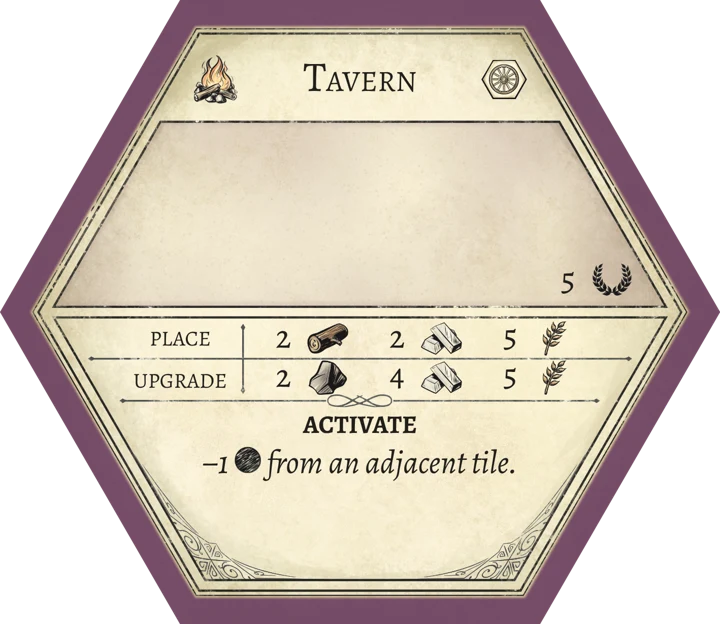 Tavern
5
PLACE 2 2 5
UPGRADE 2 4 5
ACTIVATE
–1 from an adjacent tile.